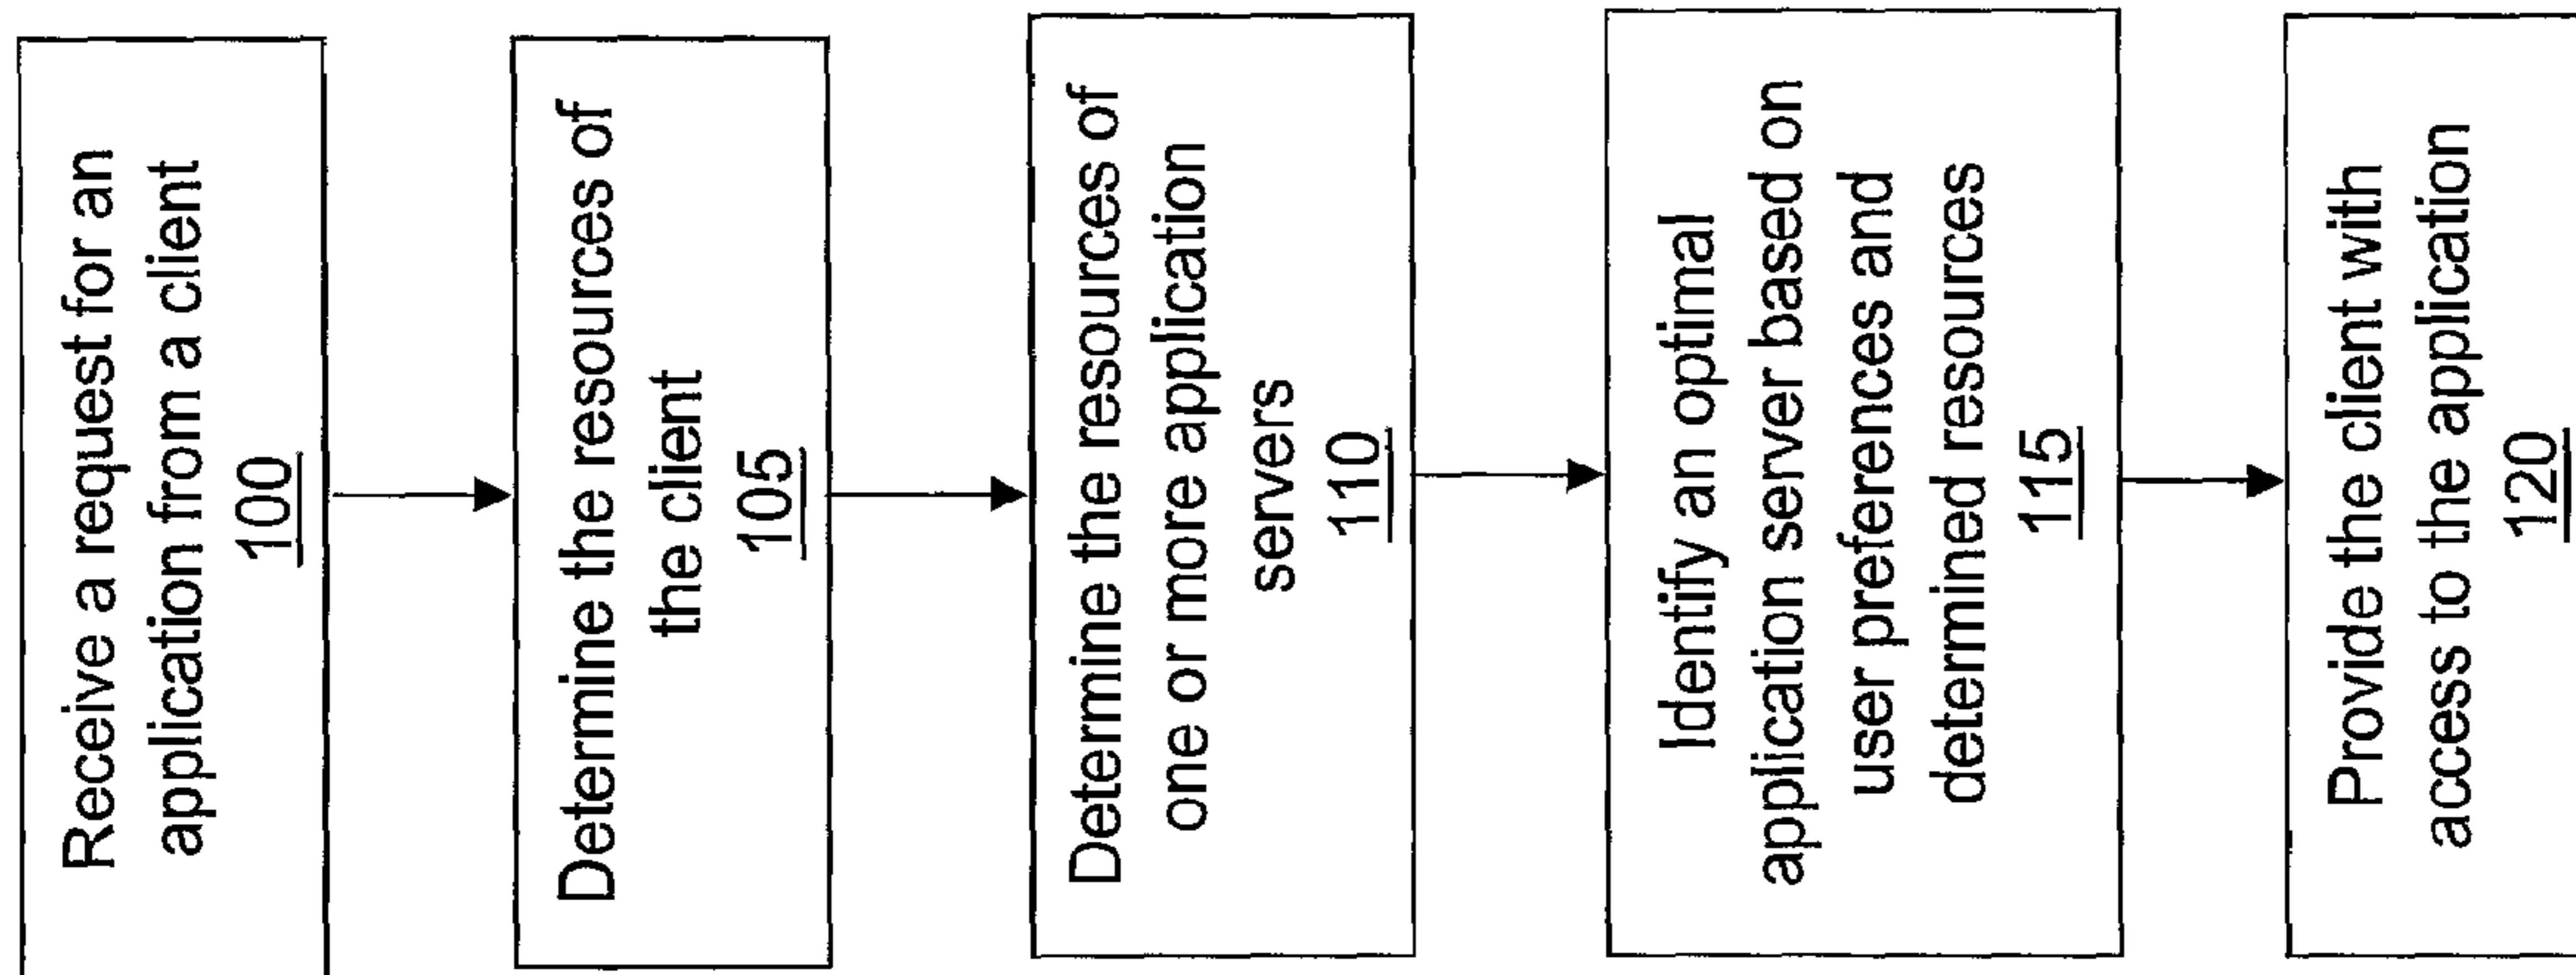 Receive a request for an
application from a client
100
Determine the resources of
the client
105
Determine the resources of
one or more application
servers
110
Identify an optimal
application server based on
user preferences and
determined resources
115
Provide the client with
access to the application
120